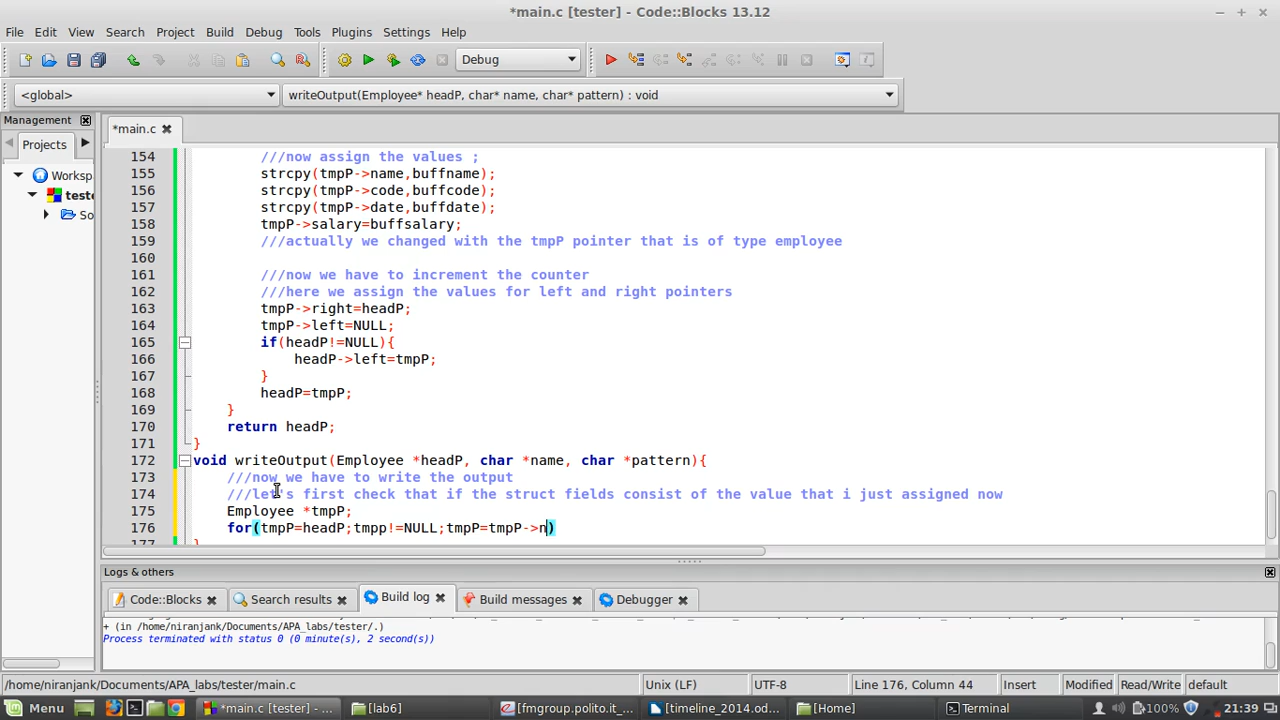 *main.c [tester] - Code::Blocks 13.12
File Edit View Search Project Build Debug Tools Plugins Settings Help
Debug
<global> writeOutput(Employee* headP, char* name, char* pattern) : void
Management
*main.c
Projects
Worksp
teste
So
154 ///now assign the values ;
155 strcpy(tmpP->name,buffname);
156 strcpy(tmpP->code,buffcode);
157 strcpy(tmpP->date,buffdate);
158 tmpP->salary=buffsalary;
159 ///actually we changed with the tmpP pointer that is of type employee
160
161 ///now we have to increment the counter
162 ///here we assign the values for left and right pointers
163 tmpP->right=headP;
164 tmpP->left=NULL;
165 if(headP!=NULL){
166 headP->left=tmpP;
167 }
168 headP=tmpP;
169 }
170 return headP;
171 }
172 void writeOutput(Employee *headP, char *name, char *pattern){
173 ///now we have to write the output
174 ///let's first check that if the struct fields consist of the value that i just assigned now
175 Employee *tmpP;
176 for(tmpP=headP;tmpp!=NULL;tmpP=tmpP->n)
177 }
Logs & others
Code::Blocks Search results Build log Build messages Debugger
+ (in /home/niranjank/Documents/APA_labs/tester/.)
Process terminated with status 0 (0 minute(s), 2 second(s))
/home/niranjank/Documents/APA_labs/tester/main.c Unix (LF) UTF-8 Line 176, Column 44 Insert Modified Read/Write default
Menu *main.c [tester] - ... [lab6] [fmgroup.polito.it_... [timeline_2014.od... [Home] Terminal 100% 21:39